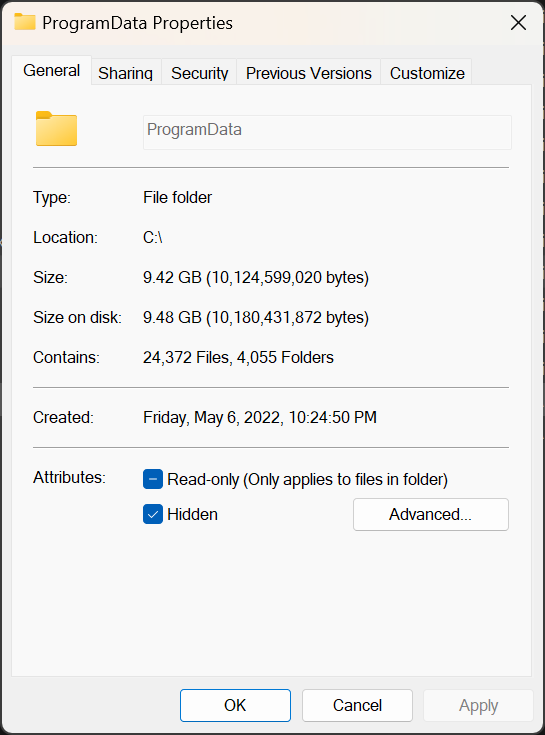 ProgramData Properties
General Sharing Security Previous Versions Customize
ProgramData
Type: File folder
Location: C:\
Size: 9.42 GB (10,124,599,020 bytes)
Size on disk: 9.48 GB (10,180,431,872 bytes)
Contains: 24,372 Files, 4,055 Folders
Created: Friday, May 6, 2022, 10:24:50 PM
Attributes: Read-only (Only applies to files in folder)
Hidden Advanced...
OK Cancel Apply